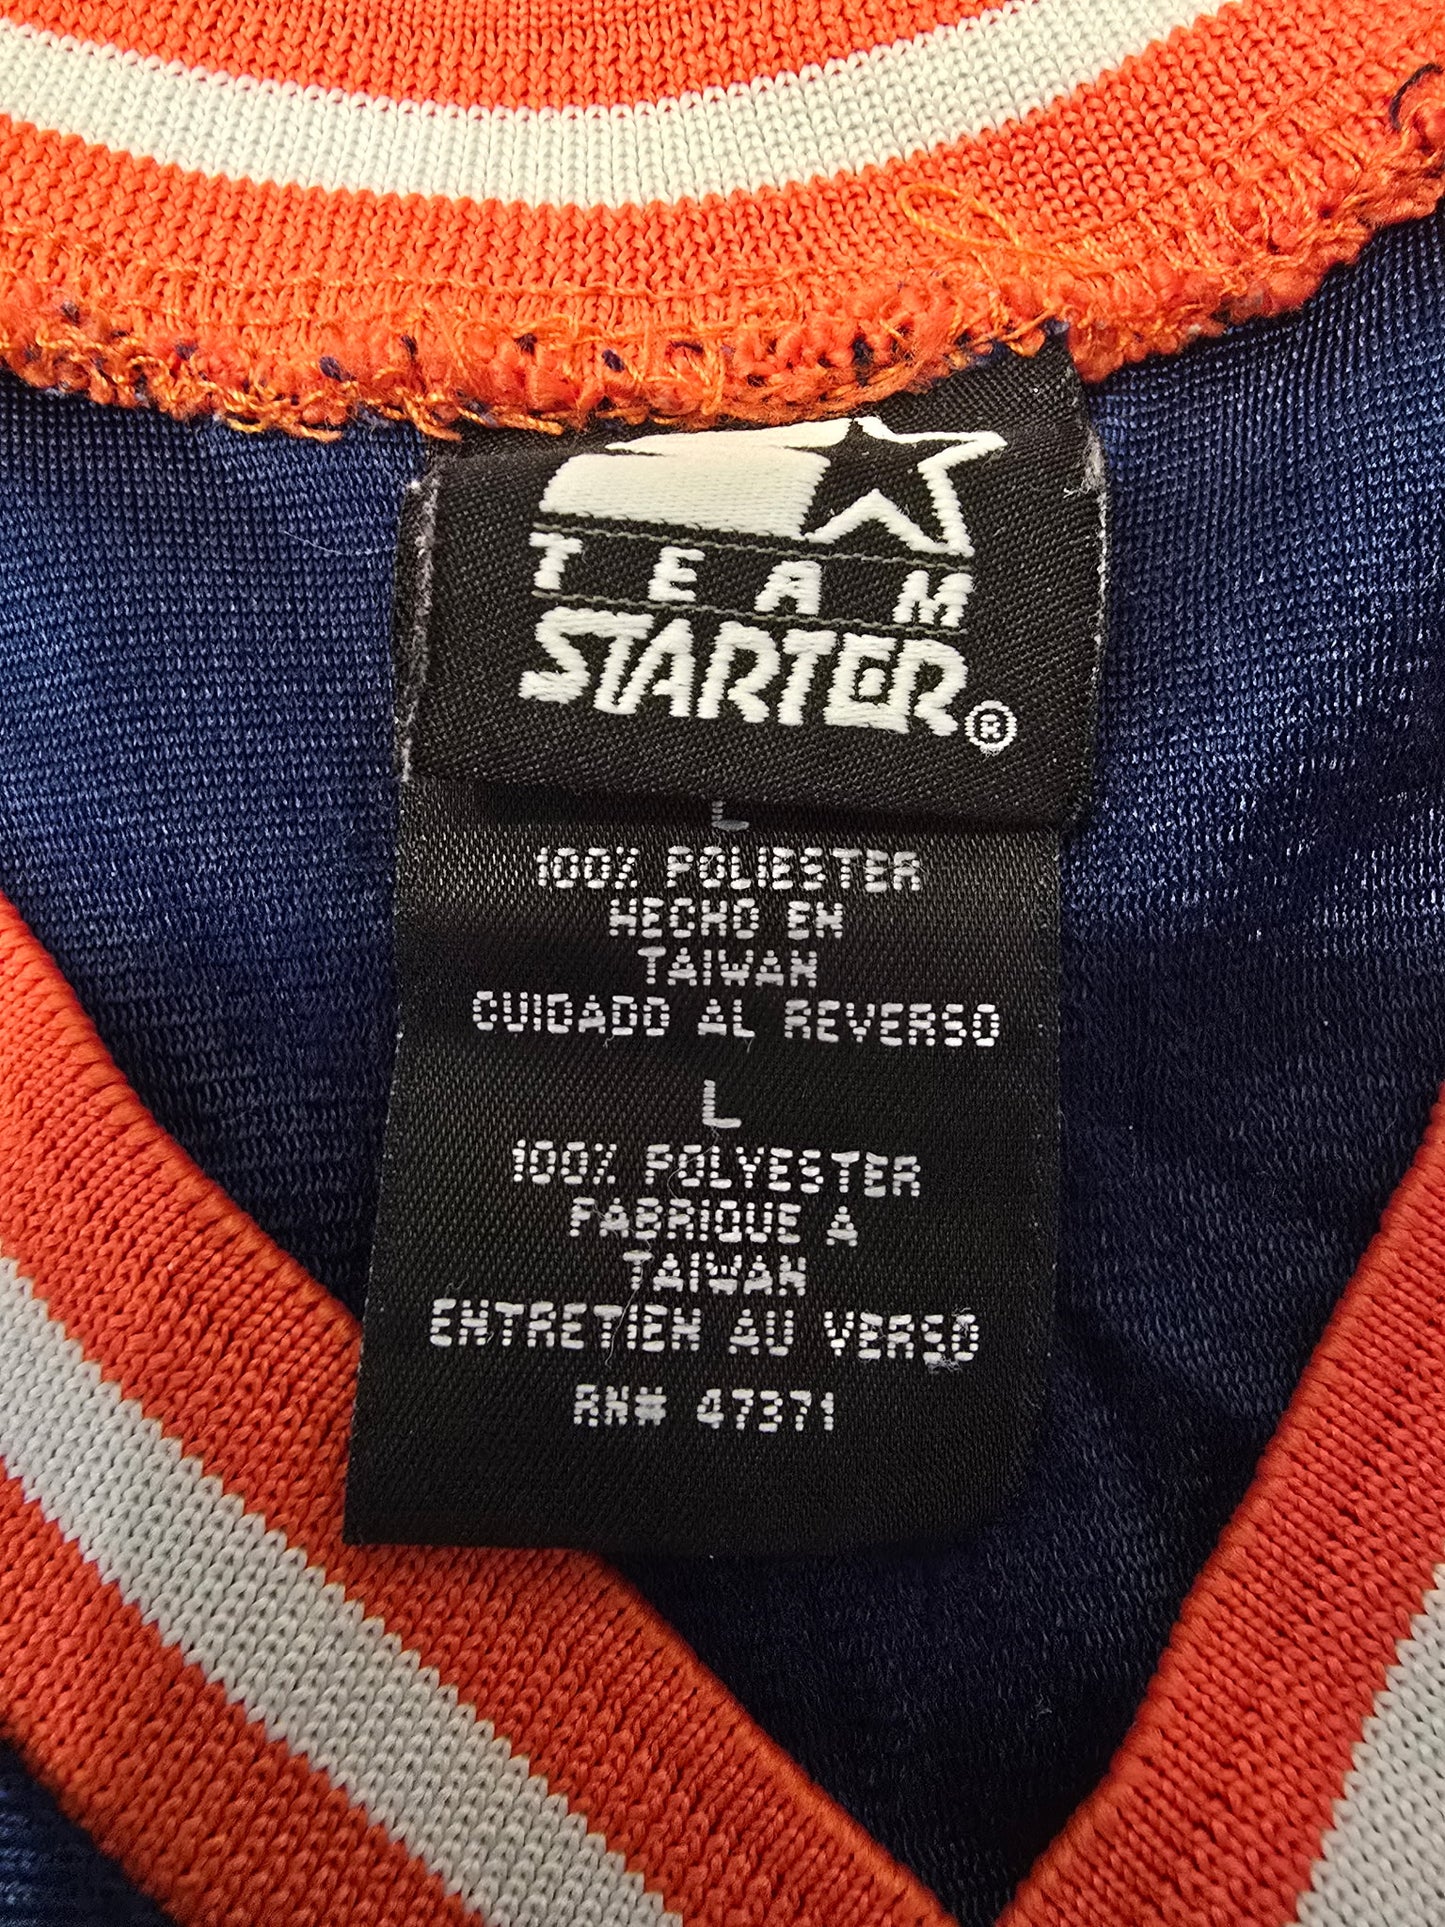 TEAM
STARTER®
L
100% POLIESTER
HECHO EN
TAIWAN
CUIDADO AL REVERSO
L
100% POLYESTER
FABRIQUE A
TAIWAN
ENTRETIEN AU VERSO
RN# 47371